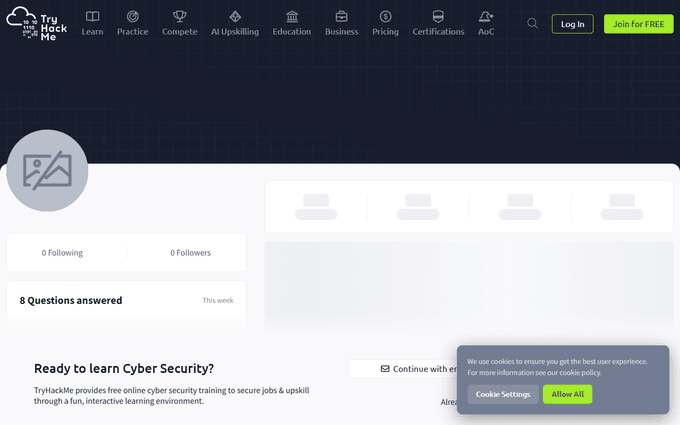 Try
Hack
Me
Learn
Practice
Compete
AI Upskilling
Education
Business
Pricing
Certifications
AoC
Log In
Join for FREE
0 Following
0 Followers
8 Questions answered
This week
Ready to learn Cyber Security?
TryHackMe provides free online cyber security training to secure jobs & upskill
through a fun, interactive learning environment.
Continue with
We use cookies to ensure you get the best user experience.
For more information see our cookie policy.
Cookie Settings
Allow All